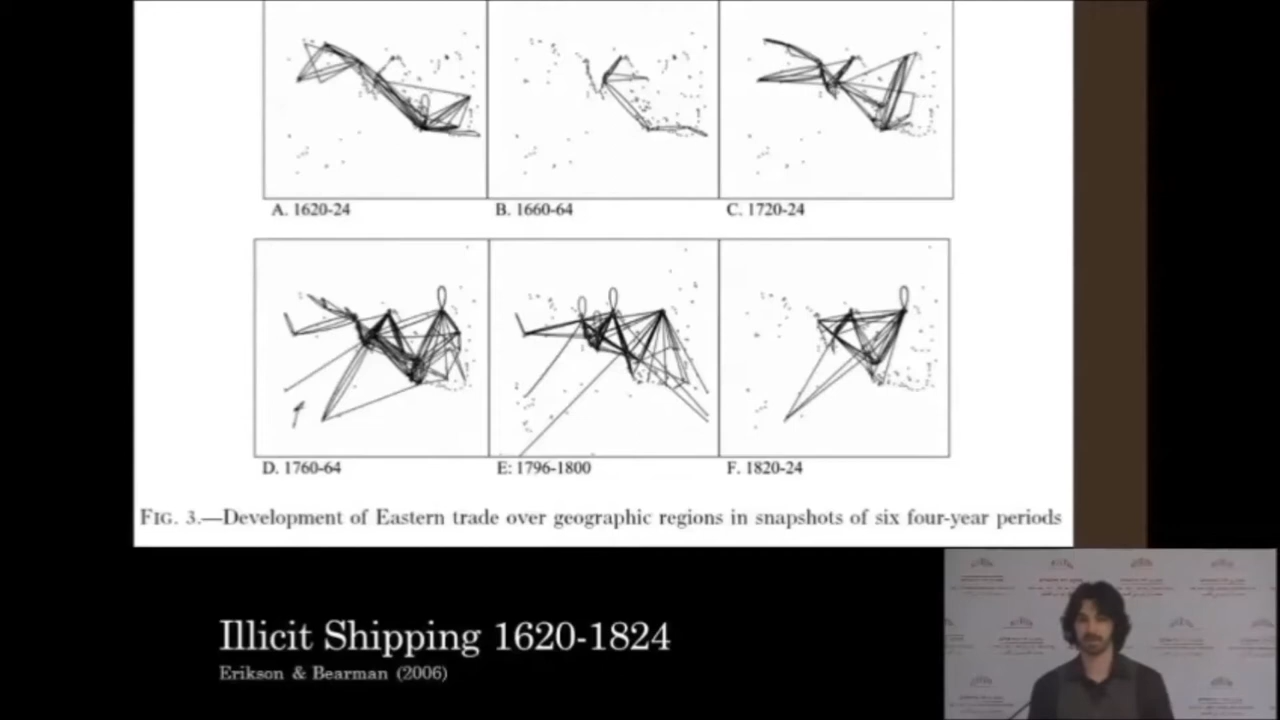 A. 1620-24
B. 1660-64
C. 1720-24
D. 1760-64
E: 1796-1800
F. 1820-24
FIG. 3.—Development of Eastern trade over geographic regions in snapshots of six four-year periods
Illicit Shipping 1620-1824
Erikson & Bearman (2006)